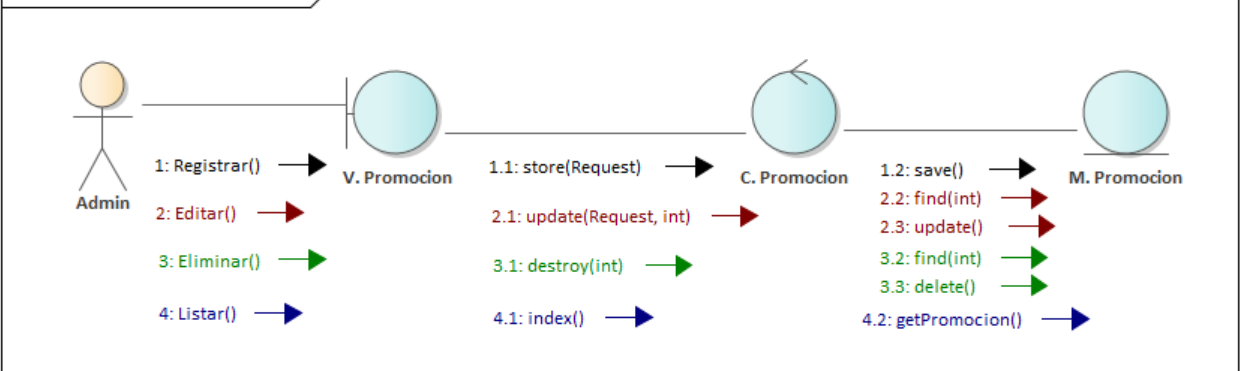 1: Registrar()
2: Editar()
3: Eliminar()
4: Listar()
Admin
V. Promocion
1.1: store(Request)
2.1: update(Request, int)
3.1: destroy(int)
4.1: index()
C. Promocion
1.2: save()
2.2: find(int)
2.3: update()
3.2: find(int)
3.3: delete()
4.2: getPromocion()
M. Promocion